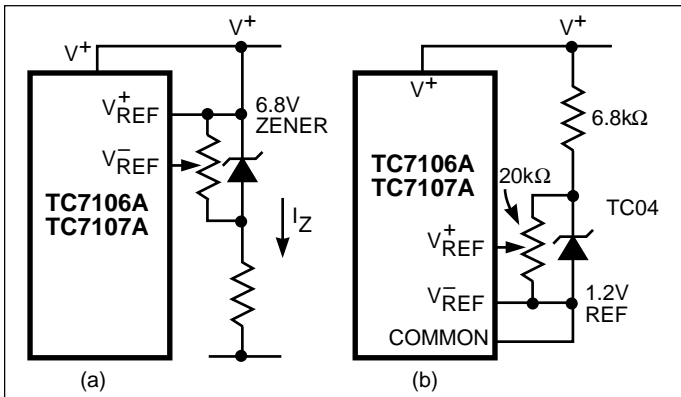 V+
V+
V+REF
6.8V
ZENER
V−REF
TC7106A
TC7107A
IZ
(a)
V+
V+
6.8kΩ
TC7106A
TC7107A
20kΩ
TC04
V+REF
V−REF
1.2V
REF
COMMON
(b)